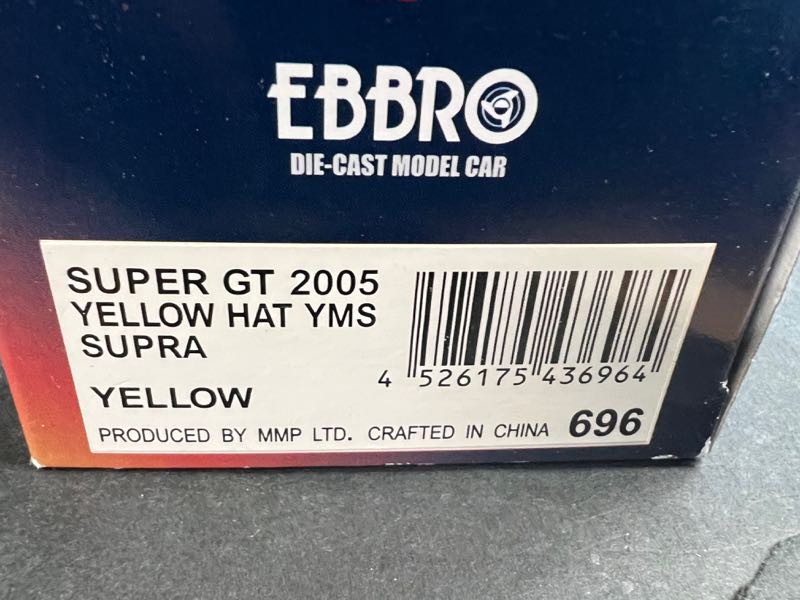 EBBRO
DIE-CAST MODEL CAR
SUPER GT 2005
YELLOW HAT YMS
SUPRA
YELLOW
4 526175 436964
PRODUCED BY MMP LTD. CRAFTED IN CHINA 696